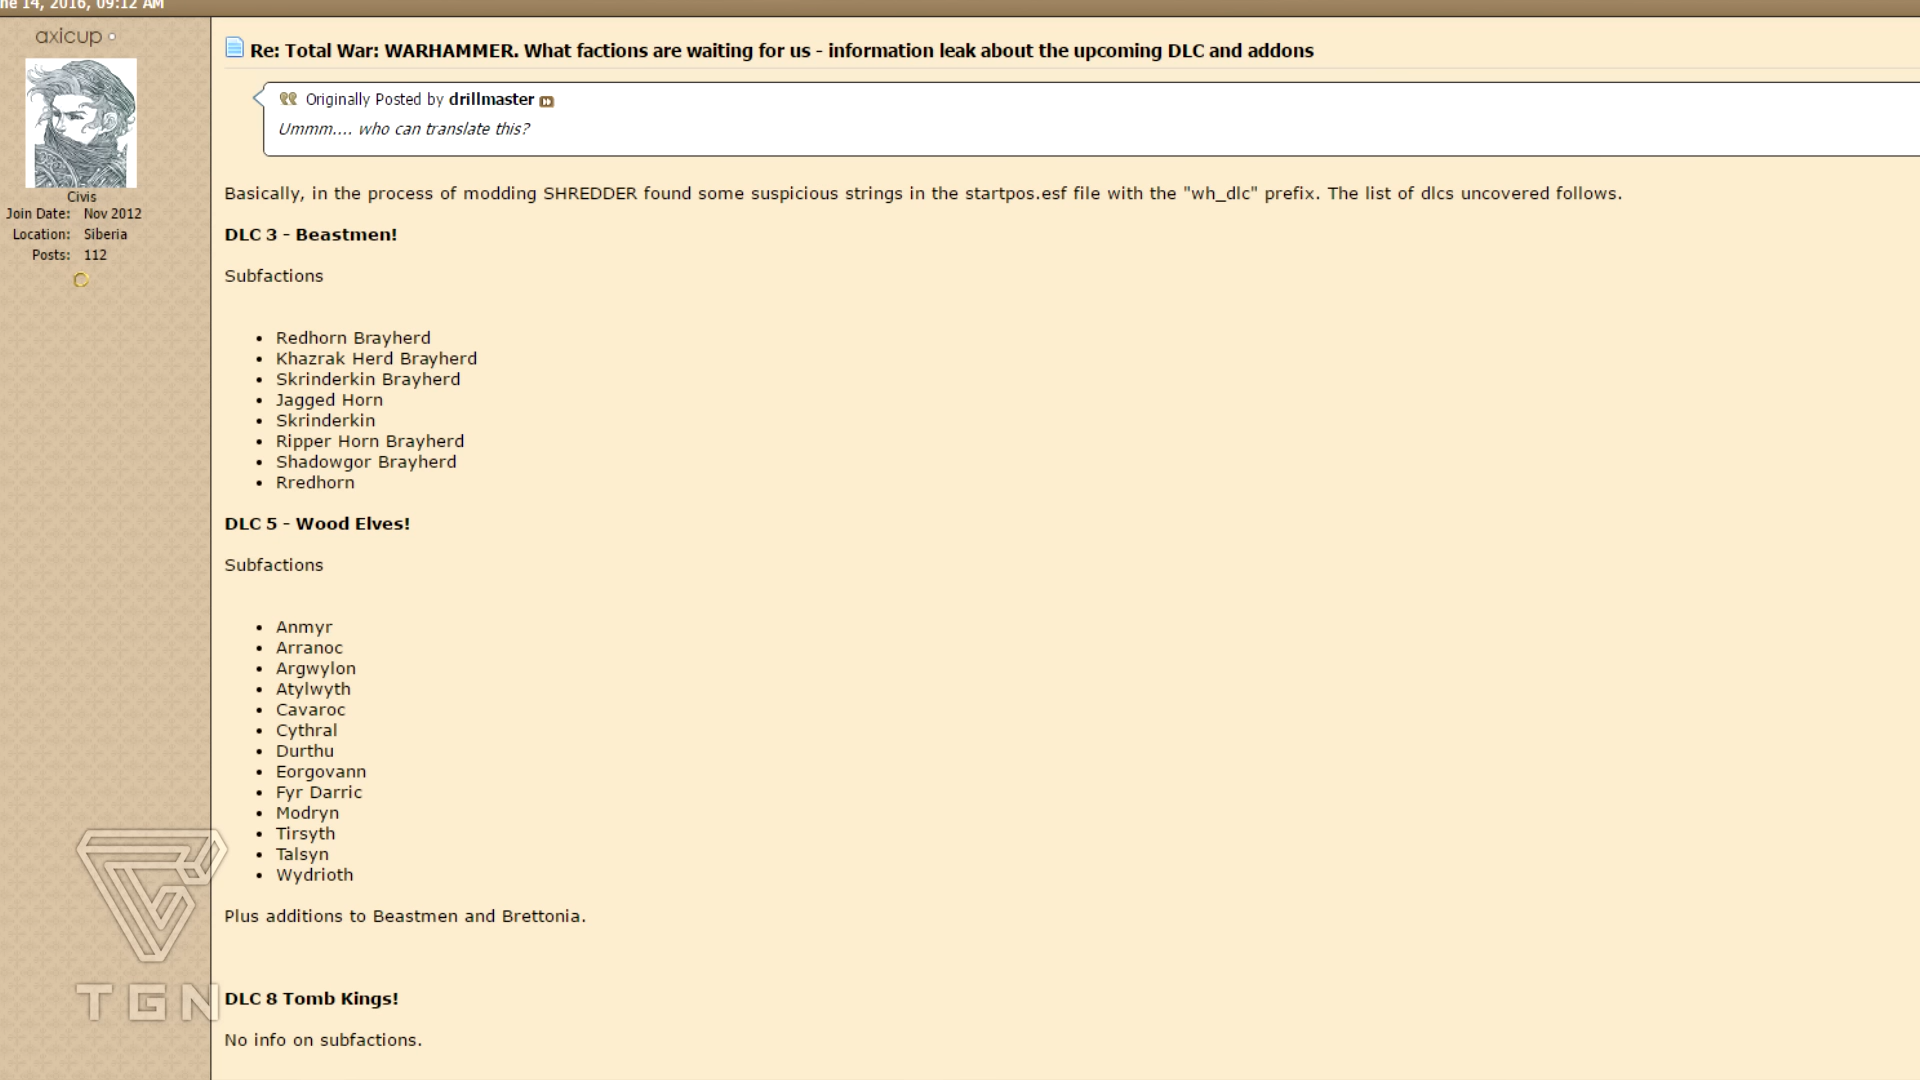 ne 14, 2016, 09:12 AM
axicup
Civis
Join Date: Nov 2012
Location: Siberia
Posts: 112
Re: Total War: WARHAMMER. What factions are waiting for us - information leak about the upcoming DLC and addons
Originally Posted by drillmaster
Ummm.... who can translate this?
Basically, in the process of modding SHREDDER found some suspicious strings in the startpos.esf file with the "wh_dlc" prefix. The list of dlcs uncovered follows.
DLC 3 - Beastmen!
Subfactions
Redhorn Brayherd
Khazrak Herd Brayherd
Skrinderkin Brayherd
Jagged Horn
Skrinderkin
Ripper Horn Brayherd
Shadowgor Brayherd
Rredhorn
DLC 5 - Wood Elves!
Subfactions
Anmyr
Arranoc
Argwylon
Atylwyth
Cavaroc
Cythral
Durthu
Eorgovann
Fyr Darric
Modryn
Tirsyth
Talsyn
Wydrioth
Plus additions to Beastmen and Brettonia.
TGN
DLC 8 Tomb Kings!
No info on subfactions.